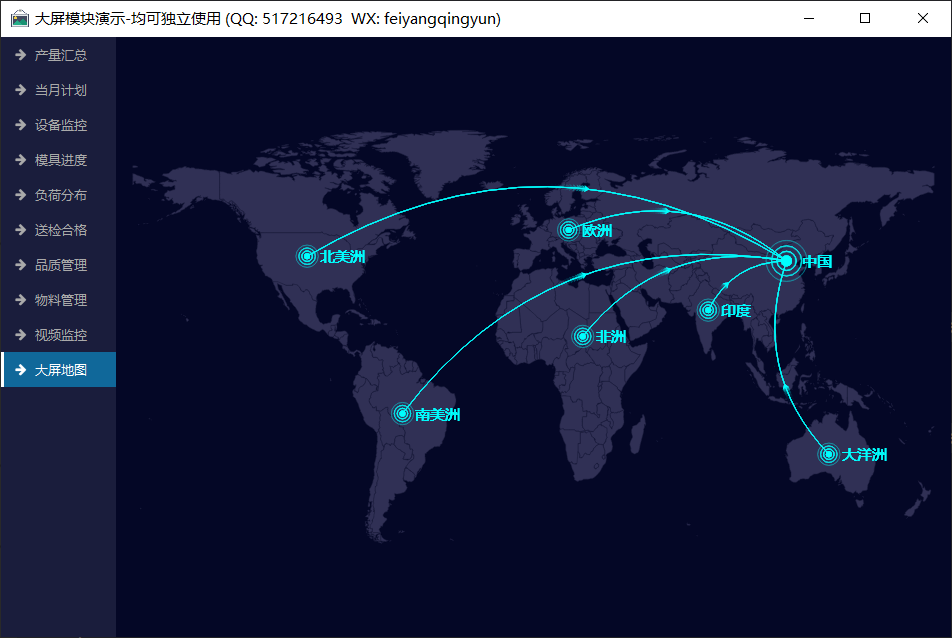 大屏模块演示-均可独立使用 (QQ: 517216493  WX: feiyangqingyun)
产量汇总
当月计划
设备监控
模具进度
负荷分布
送检合格
品质管理
物料管理
视频监控
大屏地图
欧洲
北美洲
中国
印度
非洲
南美洲
大洋洲